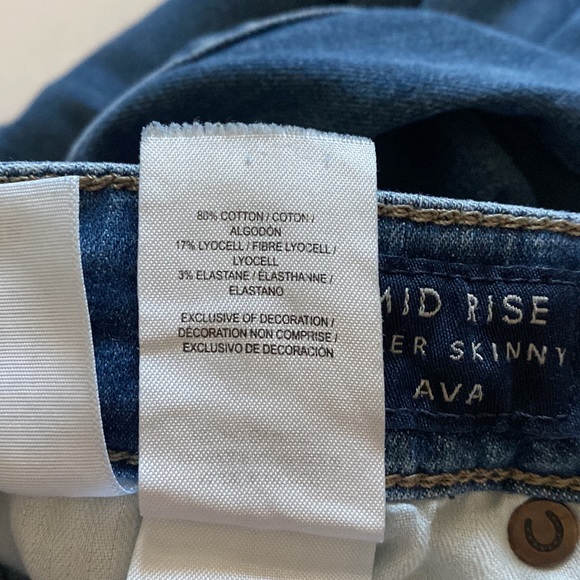 80% COTTON / COTON /
ALGODÓN
17% LYOCELL / FIBRE LYOCELL /
LYOCELL
3% ELASTANE / ÉLASTHANNE /
ELASTANO
EXCLUSIVE OF DECORATION /
DÉCORATION NON COMPRISE /
EXCLUSIVO DE DECORACIÓN
MID RISE
SKINNY
AVA